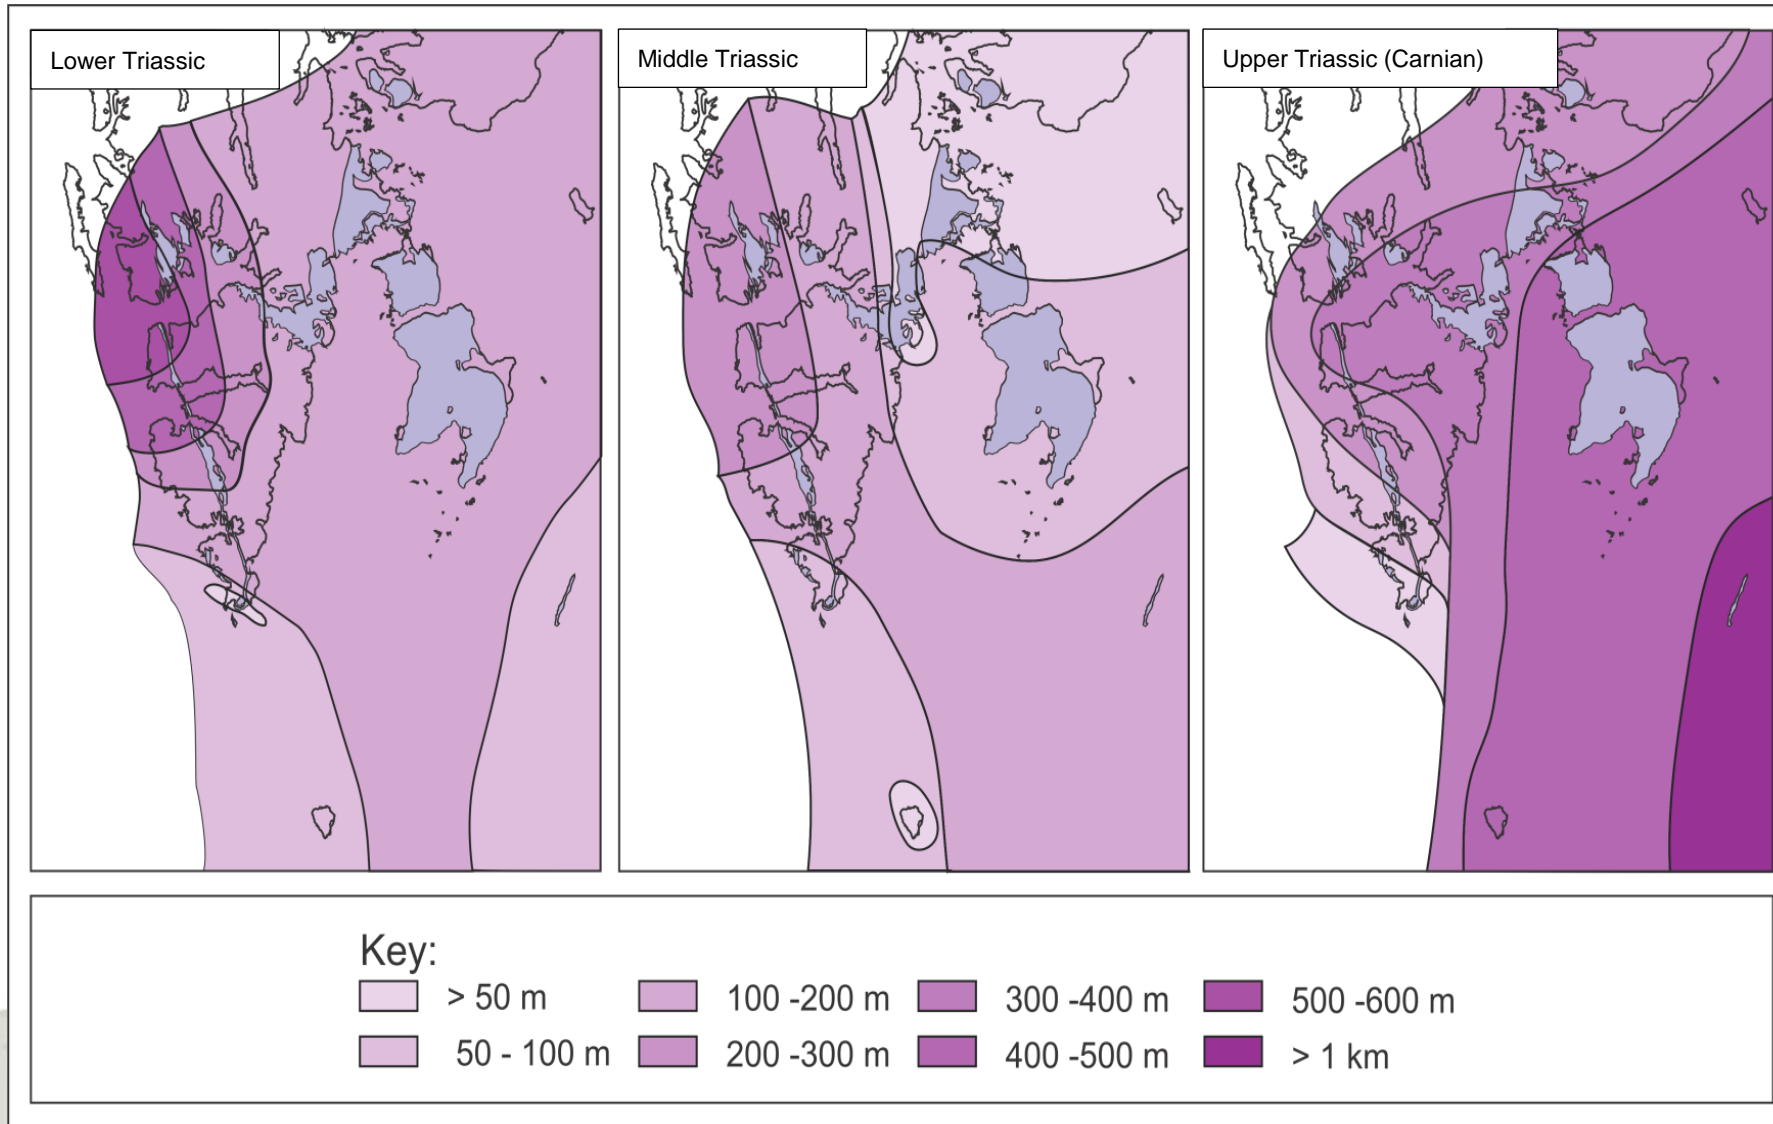 Lower Triassic
Middle Triassic
Upper Triassic (Carnian)
Key:
> 50 m
100 -200 m
300 -400 m
500 -600 m
50 - 100 m
200 -300 m
400 -500 m
> 1 km